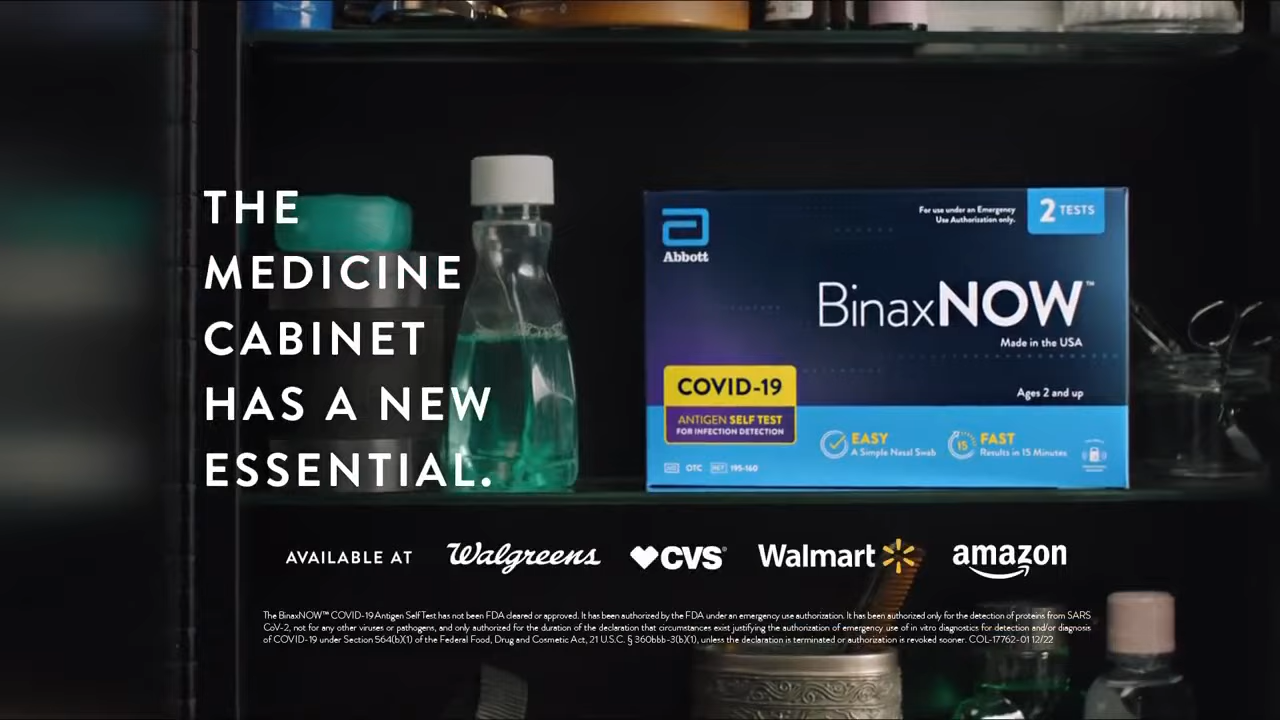 THE
MEDICINE
CABINET
HAS A NEW
ESSENTIAL.
Abbott
For use under an Emergency
Use Authorization only.
2 TESTS
BinaxNOW™
Made in the USA
COVID-19
ANTIGEN SELF TEST
FOR INFECTION DETECTION
Ages 2 and up
EASY
A Simple Nasal Swab
15
FAST
Results in 15 Minutes
OTC
REF 195-160
AVAILABLE AT Walgreens CVS® Walmart amazon
The BinaxNOW™ COVID-19 Antigen Self Test has not been FDA cleared or approved. It has been authorized by the FDA under an emergency use authorization. It has been authorized only for the detection of proteins from SARS
CoV-2, not for any other viruses or pathogens, and only authorized for the duration of the declaration that circumstances exist justifying the authorization of emergency use of in vitro diagnostics for detection and/or diagnosis
of COVID-19 under Section 564(b)(1) of the Federal Food, Drug and Cosmetic Act, 21 U.S.C. § 360bbb-3(b)(1), unless the declaration is terminated or authorization is revoked sooner. COL-17762-01 12/22